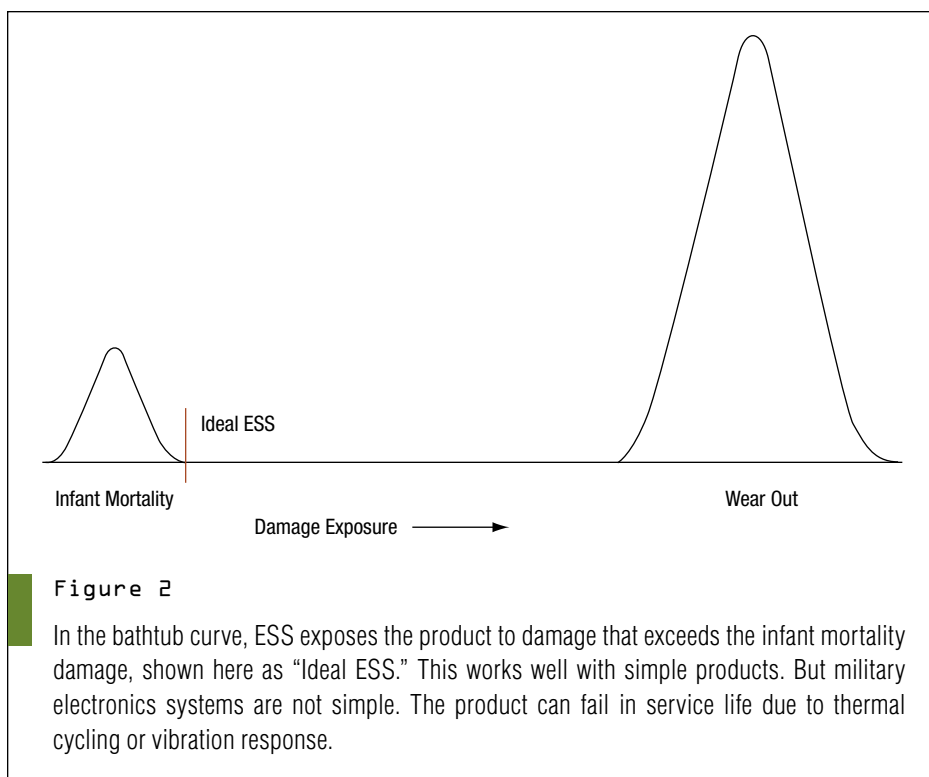 Ideal ESS
Infant Mortality
Wear Out
Damage Exposure
Figure 2
In the bathtub curve, ESS exposes the product to damage that exceeds the infant mortality
damage, shown here as “Ideal ESS.” This works well with simple products. But military
electronics systems are not simple. The product can fail in service life due to thermal
cycling or vibration response.